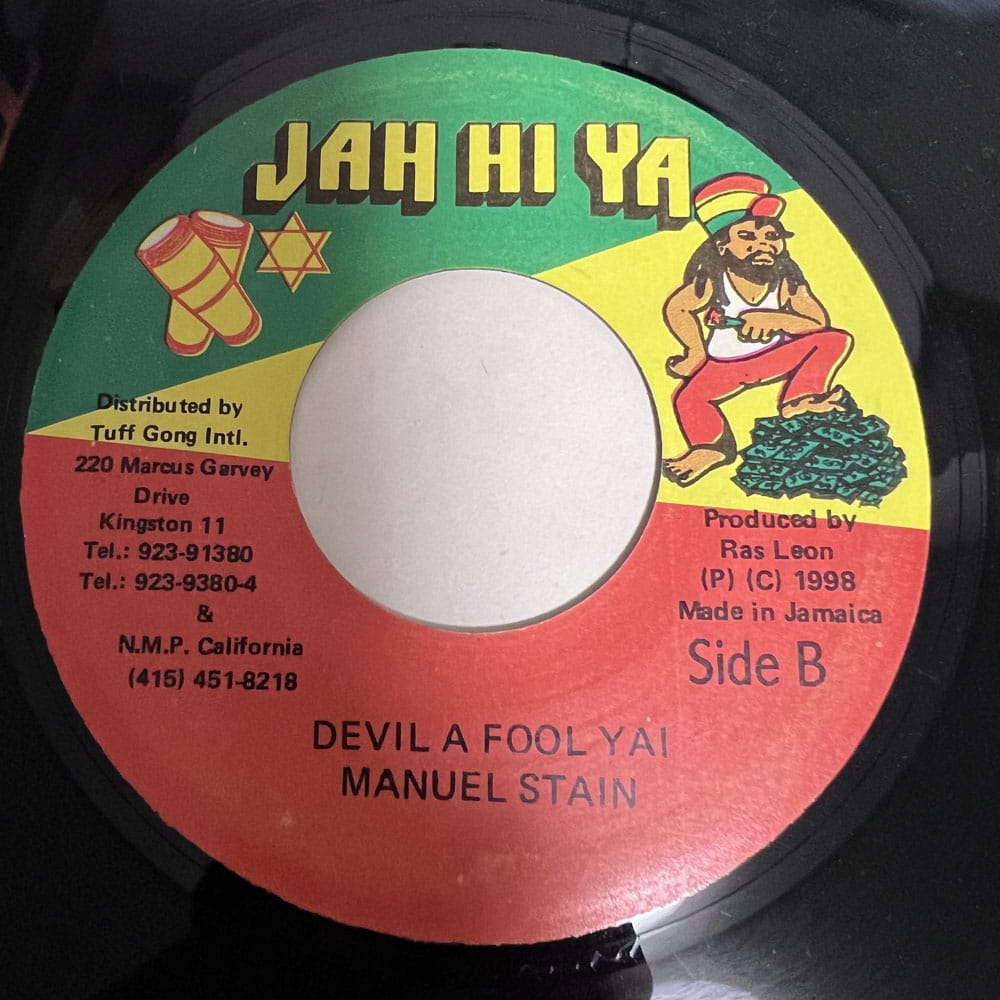 JAH HI YA
Distributed by
Tuff Gong Intl.
220 Marcus Garvey
Drive
Kingston 11
Tel.: 923-91380
Tel.: 923-9380-4
&
N.M.P. California
(415) 451-8218
Produced by
Ras Leon
(P) (C) 1998
Made in Jamaica
Side B
DEVIL A FOOL YAI
MANUEL STAIN